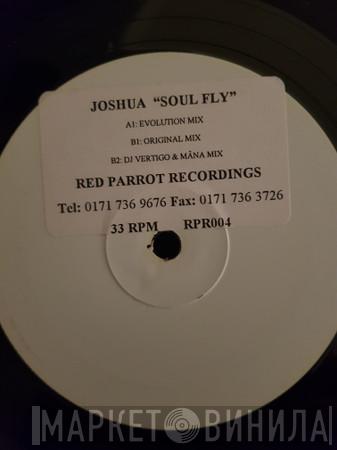 JOSHUA "SOUL FLY"
A1: EVOLUTION MIX
B1: ORIGINAL MIX
B2: DJ VERTIGO & MÂNA MIX
RED PARROT RECORDINGS
Tel: 0171 736 9676 Fax: 0171 736 3726
33 RPM RPR004
МАРКЕТ ВИНИЛА